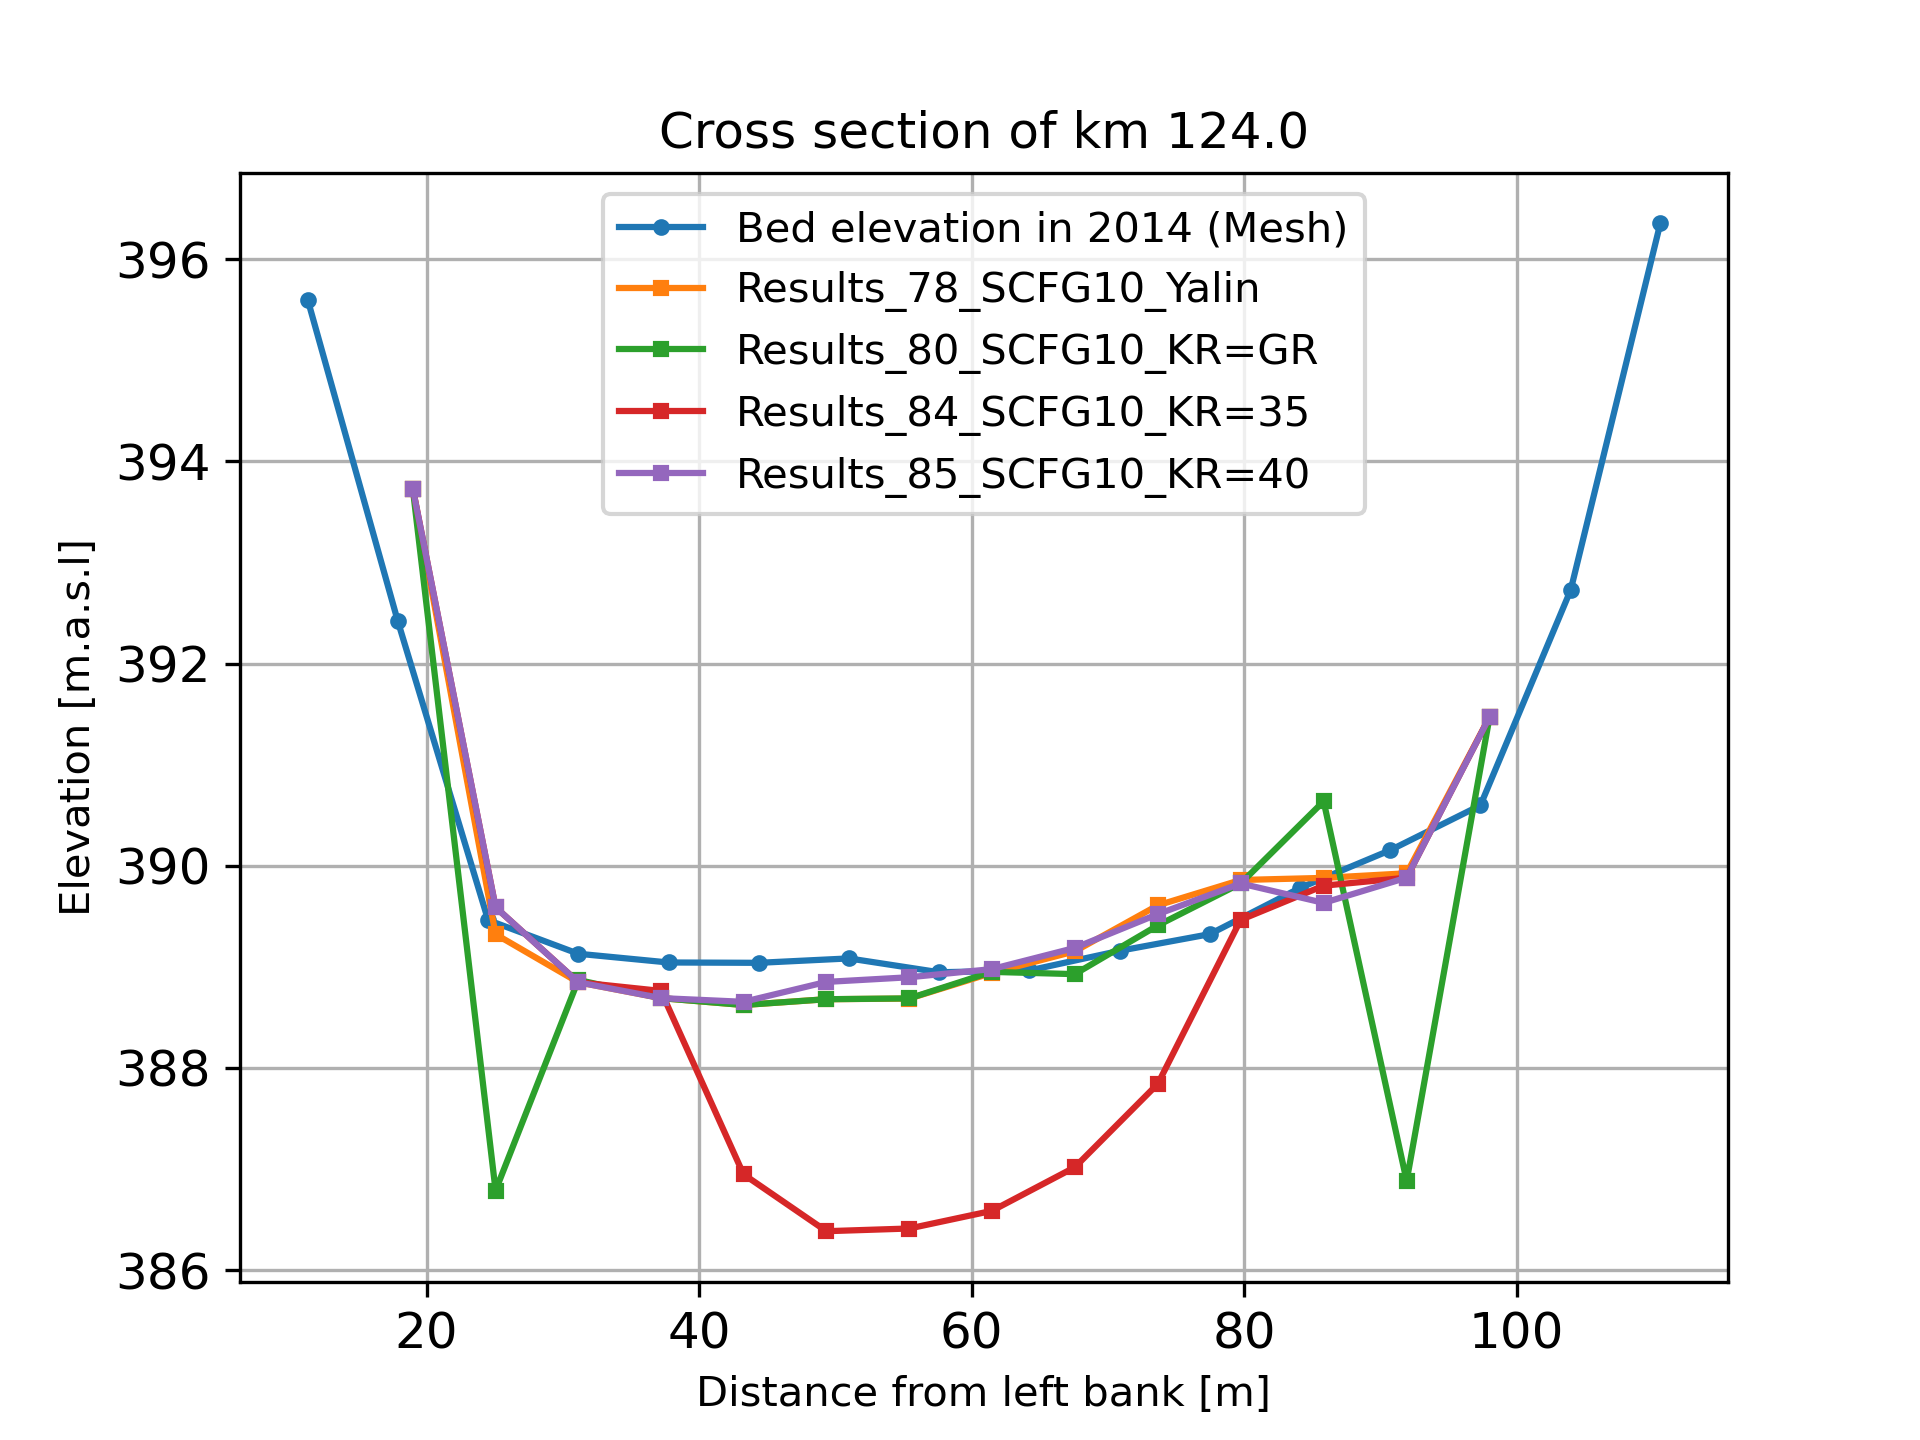 Cross section of km 124.0
Bed elevation in 2014 (Mesh)
Results_78_SCFG10_Yalin
Results_80_SCFG10_KR=GR
Results_84_SCFG10_KR=35
Results_85_SCFG10_KR=40
396
394
392
390
388
386
Elevation [m.a.s.l]
20 40 60 80 100
Distance from left bank [m]